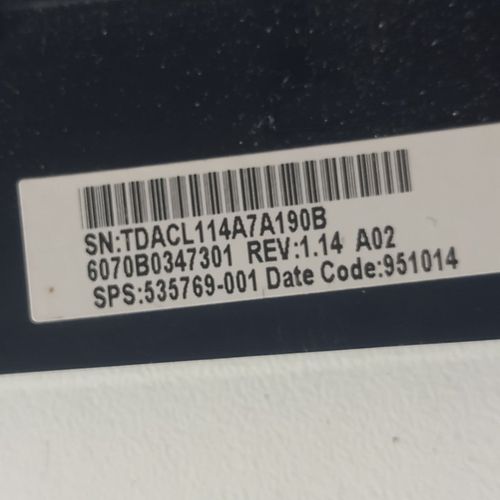 SN:TDACL114A7A190B
6070B0347301 REV:1.14 A02
SPS:535769-001 Date Code:951014